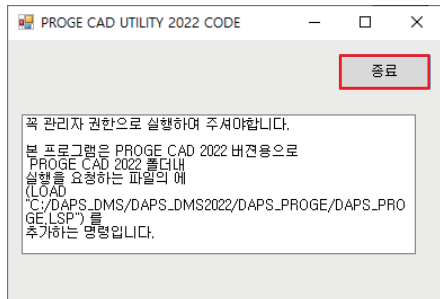 PROGE CAD UTILITY 2022 CODE
종료
꼭 관리자 권한으로 실행하여 주셔야합니다.
본 프로그램은 PROGE CAD 2022 버젼용으로
PROGE CAD 2022 폴더내
실행을 요청하는 파일의 에
(LOAD
"C:/DAPS_DMS/DAPS_DMS2022/DAPS_PROGE/DAPS_PRO
GE.LSP") 를
추가하는 명령입니다.